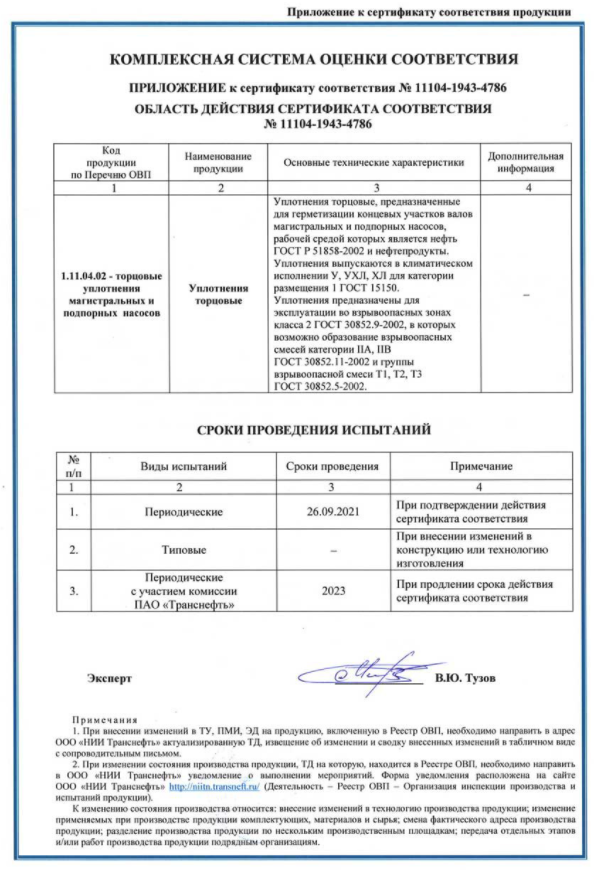 Приложение к сертификату соответствия продукции
КОМПЛЕКСНАЯ СИСТЕМА ОЦЕНКИ СООТВЕТСТВИЯ
ПРИЛОЖЕНИЕ к сертификату соответствия № 11104-1943-4786
ОБЛАСТЬ ДЕЙСТВИЯ СЕРТИФИКАТА СООТВЕТСТВИЯ
№ 11104-1943-4786
Код
продукции
по Перечню ОВП
Наименование
продукции
Основные технические характеристики
Дополнительная
информация
1
2
3
4
1.11.04.02 - торцовые
уплотнения
магистральных и
подпорных насосов
Уплотнения
торцовые
Уплотнения торцовые, предназначенные
для герметизации концевых участков валов
магистральных и подпорных насосов,
рабочей средой которых является нефть
ГОСТ Р 51858-2002 и нефтепродукты.
Уплотнения выпускаются в климатическом
исполнении У, УХЛ, ХЛ для категории
размещения 1 ГОСТ 15150.
Уплотнения предназначены для
эксплуатации во взрывоопасных зонах
класса 2 ГОСТ 30852.9-2002, в которых
возможно образование взрывоопасных
смесей категории IIA, IIB
ГОСТ 30852.11-2002 и группы
взрывоопасной смеси Т1, Т2, Т3
ГОСТ 30852.5-2002.
–
СРОКИ ПРОВЕДЕНИЯ ИСПЫТАНИЙ
№
п/п
Виды испытаний
Сроки проведения
Примечание
1
2
3
4
1.
Периодические
26.09.2021
При подтверждении действия
сертификата соответствия
2.
Типовые
–
При внесении изменений в
конструкцию или технологию
изготовления
3.
Периодические
с участием комиссии
ПАО «Транснефть»
2023
При продлении срока действия
сертификата соответствия
Эксперт
В.Ю. Тузов
Примечания
1. При внесении изменений в ТУ, ПМИ, ЭД на продукцию, включенную в Реестр ОВП, необходимо направить в адрес
ООО «НИИ Транснефть» актуализированную ТД, извещение об изменении и сводку внесенных изменений в табличном виде
с сопроводительным письмом.
2. При изменении состояния производства продукции, ТД на которую, находится в Реестре ОВП, необходимо направить
в ООО «НИИ Транснефть» уведомление о выполнении мероприятий. Форма уведомления расположена на сайте
ООО «НИИ Транснефть» http://niitn.transneft.ru/ (Деятельность – Реестр ОВП – Организация инспекции производства и
испытаний продукции).
К изменению состояния производства относится: внесение изменений в технологию производства продукции; изменение
применяемых при производстве продукции комплектующих, материалов и сырья; смена фактического адреса производства
продукции; разделение производства продукции по нескольким производственным площадкам; передача отдельных этапов
и/или работ производства продукции подрядным организациям.